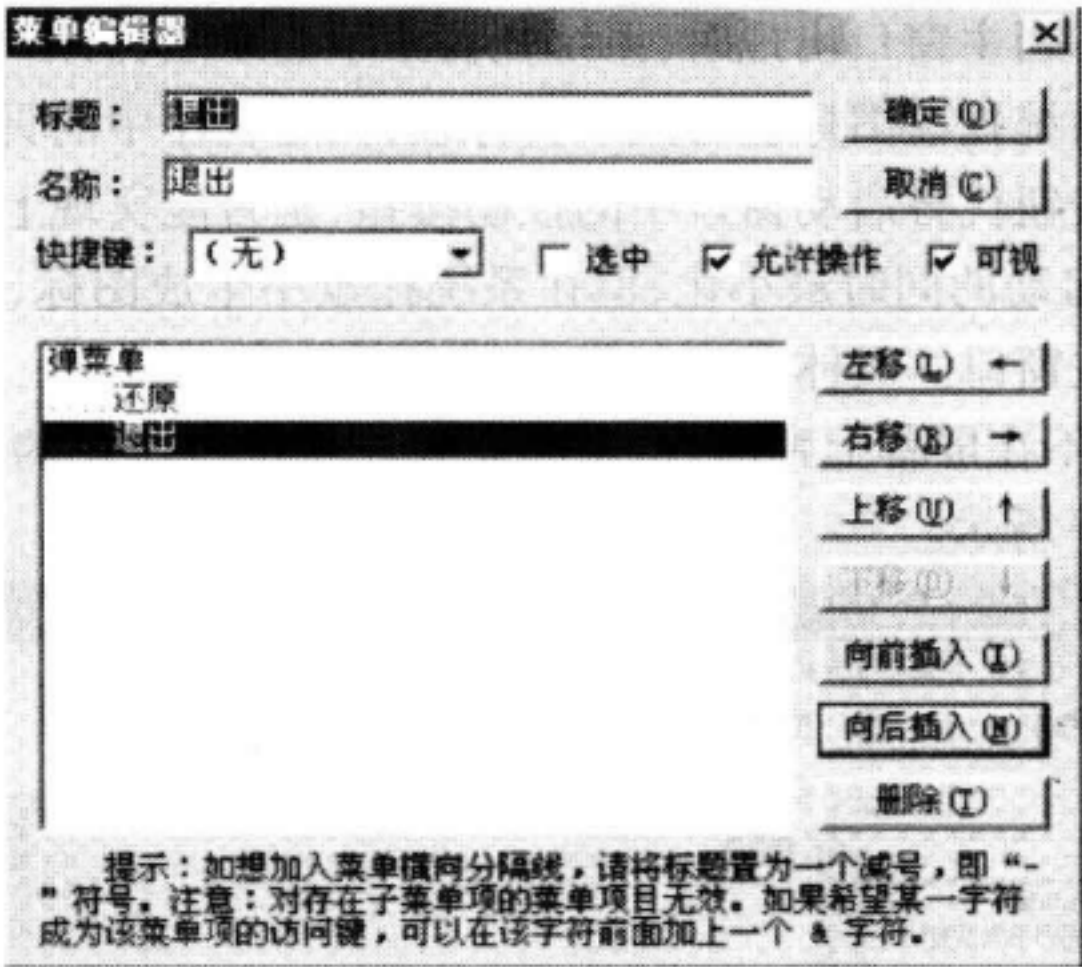 菜单编辑器
标题： 退出 确定(O)
名称： 退出 取消(C)
快捷键： （无） 选中 允许操作 可视
弹菜单
....还原
....退出
左移(L) ←
右移(R) →
上移(U) ↑
下移(D) ↓
向前插入(I)
向后插入(N)
删除(T)
提示：如想加入菜单横向分隔线，请将标题置为一个减号，即“-
”符号。注意：对存在子菜单项的菜单项目无效。如果希望某一字符
成为该菜单项的访问键，可以在该字符前面加上一个 & 字符。